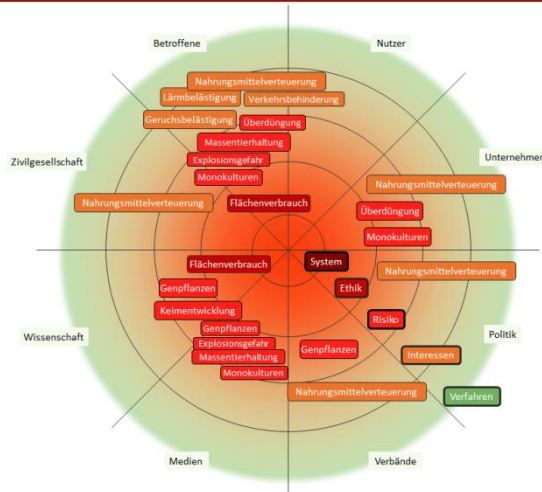 Betroffene
Nutzer
Nahrungsmittelverteuerung
Lärmbelästigung
Verkehrsbehinderung
Geruchsbelästigung
Überdüngung
Massentierhaltung
Explosionsgefahr
Zivilgesellschaft
Unternehmen
Monokulturen
Nahrungsmittelverteuerung
Nahrungsmittelverteuerung
Flächenverbrauch
Überdüngung
Monokulturen
Flächenverbrauch
System
Nahrungsmittelverteuerung
Genpflanzen
Ethik
Keimentwicklung
Risiko
Genpflanzen
Wissenschaft
Politik
Explosionsgefahr
Genpflanzen
Massentierhaltung
Interessen
Monokulturen
Nahrungsmittelverteuerung
Verfahren
Medien
Verbände